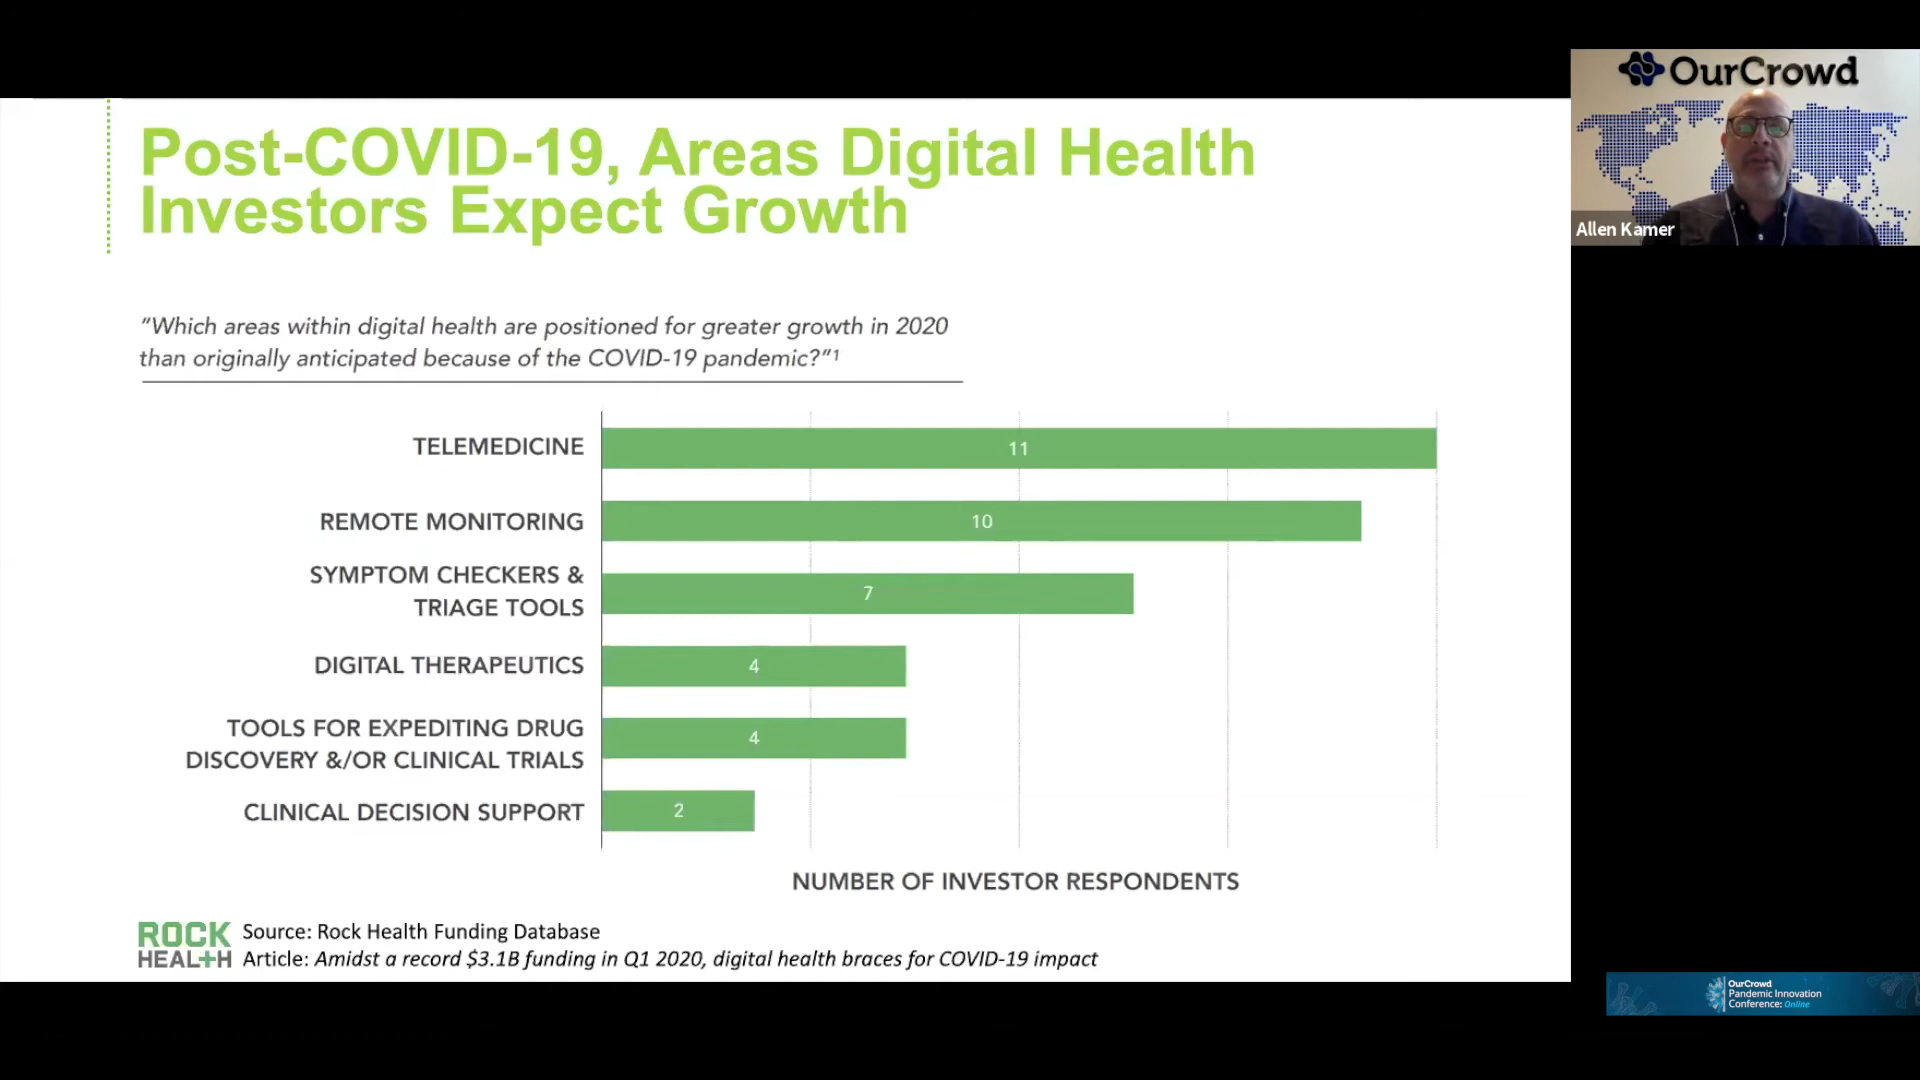 OurCrowd
Allen Kamer
Post-COVID-19, Areas Digital Health
Investors Expect Growth
"Which areas within digital health are positioned for greater growth in 2020
than originally anticipated because of the COVID-19 pandemic?"¹
TELEMEDICINE
11
REMOTE MONITORING
10
SYMPTOM CHECKERS &
TRIAGE TOOLS
7
DIGITAL THERAPEUTICS
4
TOOLS FOR EXPEDITING DRUG
DISCOVERY &/OR CLINICAL TRIALS
4
CLINICAL DECISION SUPPORT
2
NUMBER OF INVESTOR RESPONDENTS
ROCK
HEALTH
Source: Rock Health Funding Database
Article: Amidst a record $3.1B funding in Q1 2020, digital health braces for COVID-19 impact
OurCrowd
Pandemic Innovation
Conference: Online